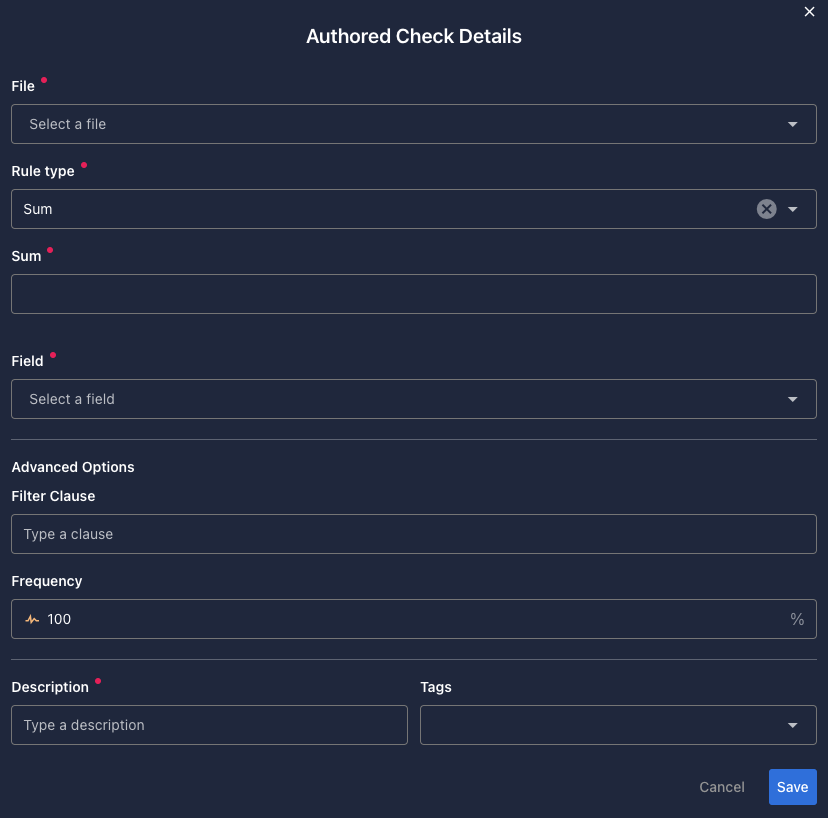 Authored Check Details
File
Select a file
Rule type
Sum
Sum
Field
Select a field
Advanced Options
Filter Clause
Type a clause
Frequency
100 %
Description Tags
Type a description
Cancel Save